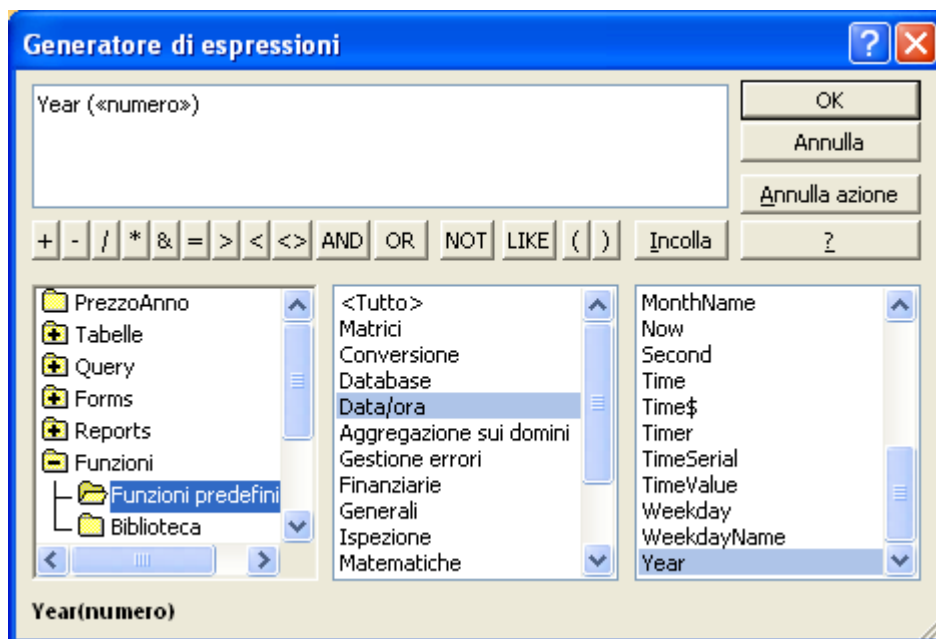 Generatore di espressioni
?
Year («numero»)
OK
Annulla
Annulla azione
+ - / * & = > < <> AND OR NOT LIKE ( ) Incolla ?
PrezzoAnno
Tabelle
Query
Forms
Reports
Funzioni
Funzioni predefini
Biblioteca
<Tutto>
Matrici
Conversione
Database
Data/ora
Aggregazione sui domini
Gestione errori
Finanziarie
Generali
Ispezione
Matematiche
MonthName
Now
Second
Time
Time$
Timer
TimeSerial
TimeValue
Weekday
WeekdayName
Year
Year(numero)